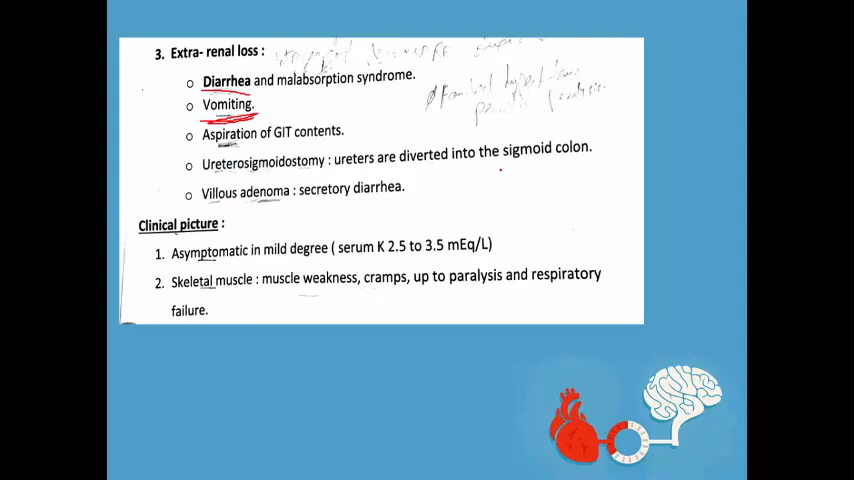 3. Extra- renal loss :
o Diarrhea and malabsorption syndrome.
o Vomiting.
o Aspiration of GIT contents.
o Ureterosigmoidostomy : ureters are diverted into the sigmoid colon.
o Villous adenoma : secretory diarrhea.
Clinical picture :
1. Asymptomatic in mild degree ( serum K 2.5 to 3.5 mEq/L)
2. Skeletal muscle : muscle weakness, cramps, up to paralysis and respiratory
failure.